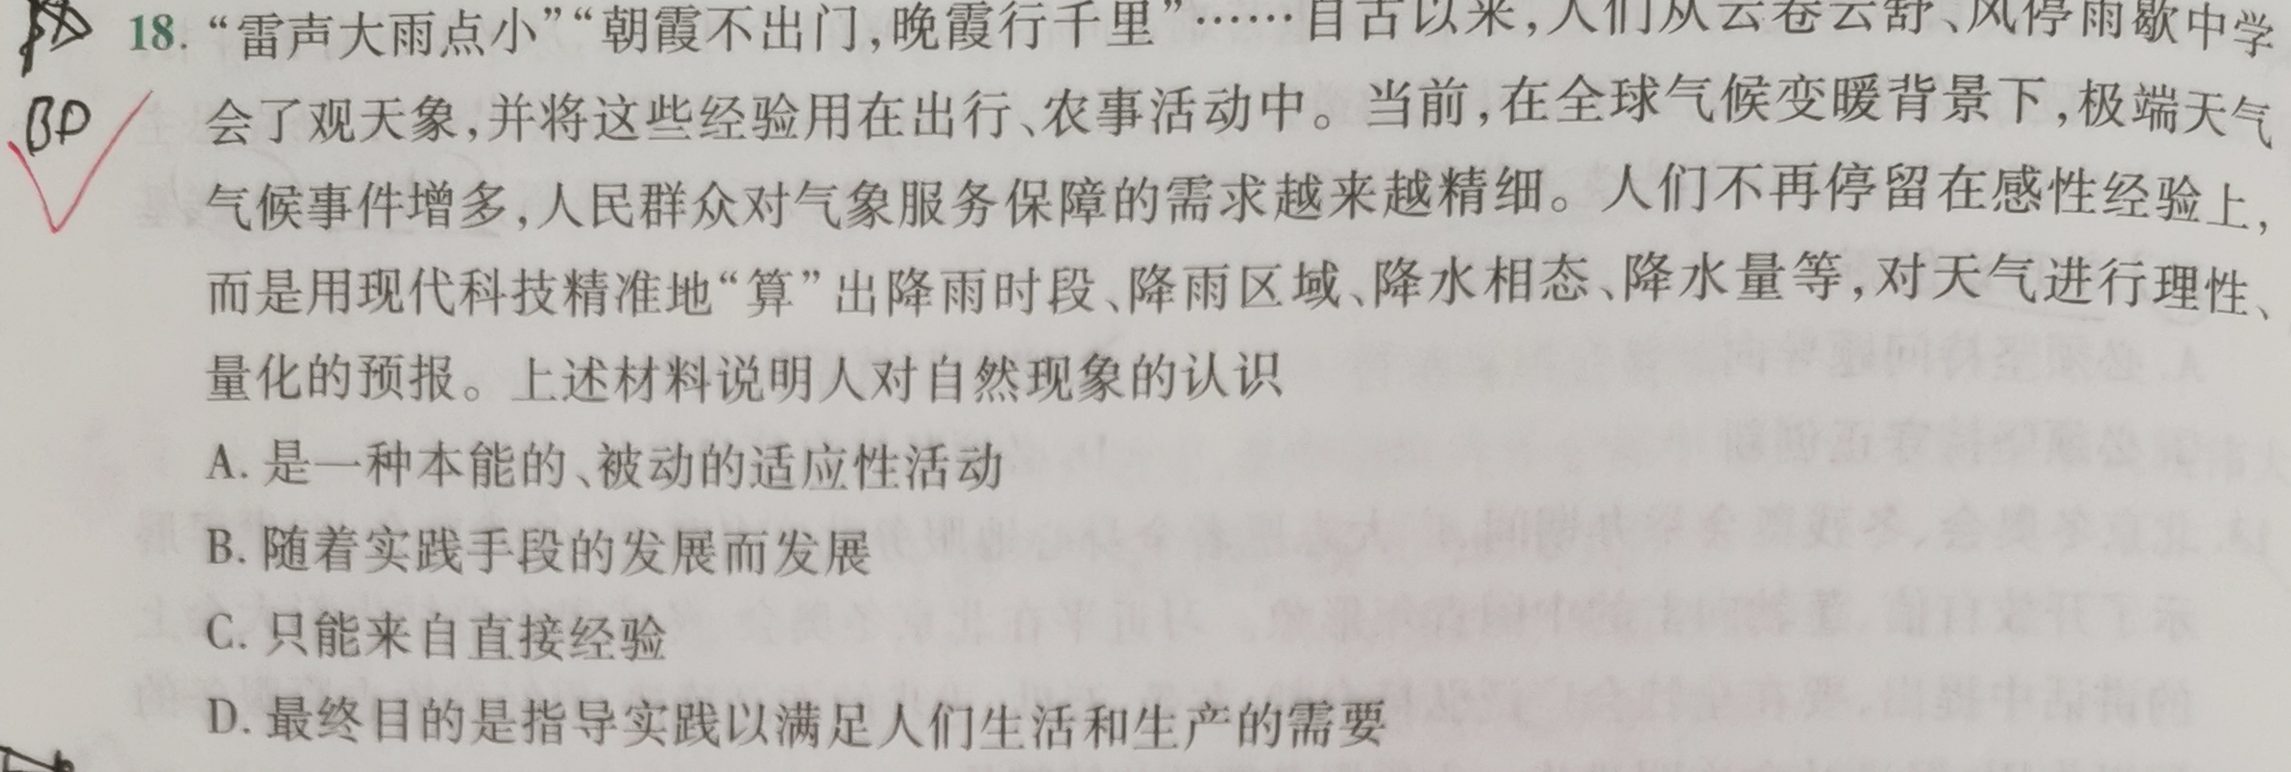 18. “雷声大雨点小”“朝霞不出门,晚霞行千里”……自古以来,人们从云卷云舒、风停雨歇中学
BD 会了观天象,并将这些经验用在出行、农事活动中。当前,在全球气候变暖背景下,极端天气
气候事件增多,人民群众对气象服务保障的需求越来越精细。人们不再停留在感性经验上,
而是用现代科技精准地“算”出降雨时段、降雨区域、降水相态、降水量等,对天气进行理性、
量化的预报。上述材料说明人对自然现象的认识
A. 是一种本能的、被动的适应性活动
B. 随着实践手段的发展而发展
C. 只能来自直接经验
D. 最终目的是指导实践以满足人们生活和生产的需要